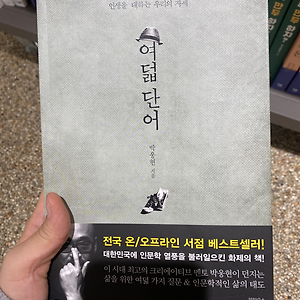 인생을 대하는 우리의 자세
여덟 단어
박웅현 지음
전국 온/오프라인 서점 베스트셀러!
대한민국에 인문학 열풍을 불러일으킨 화제의 책!
이 시대 최고의 크리에이티브 멘토 박웅현이 던지는
삶을 위한 여덟 가지 질문 & 인문학적인 삶의 태도